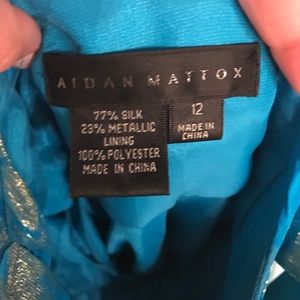 AIDAN MATTOX
77% SILK
23% METALLIC
LINING
100% POLYESTER
MADE IN CHINA
12
MADE IN
CHINA